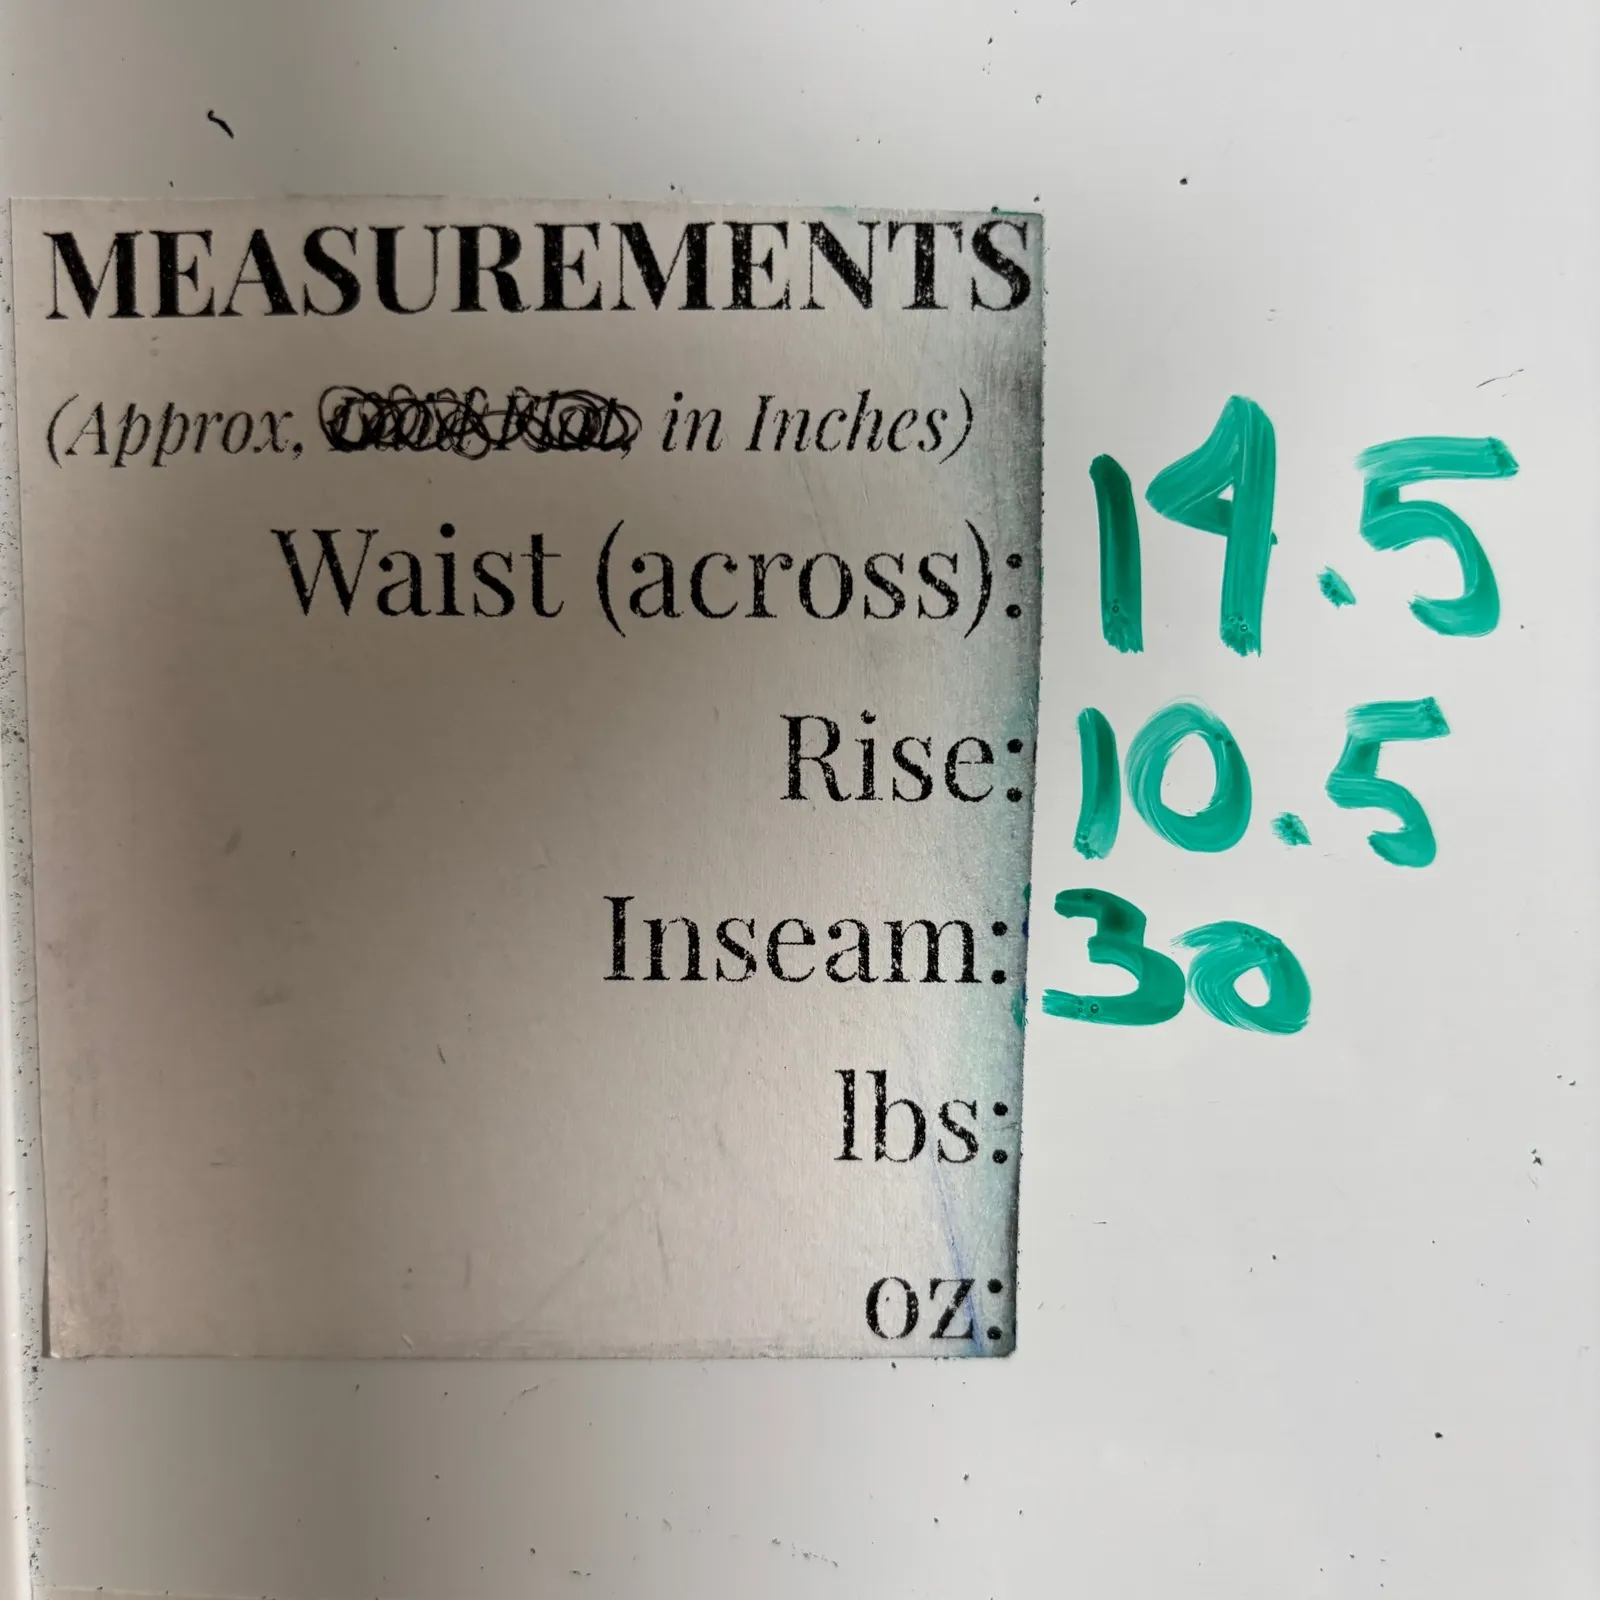 MEASUREMENTS
(Approx, in Inches)
Waist (across): 14.5
Rise: 10.5
Inseam: 30
lbs:
oz: